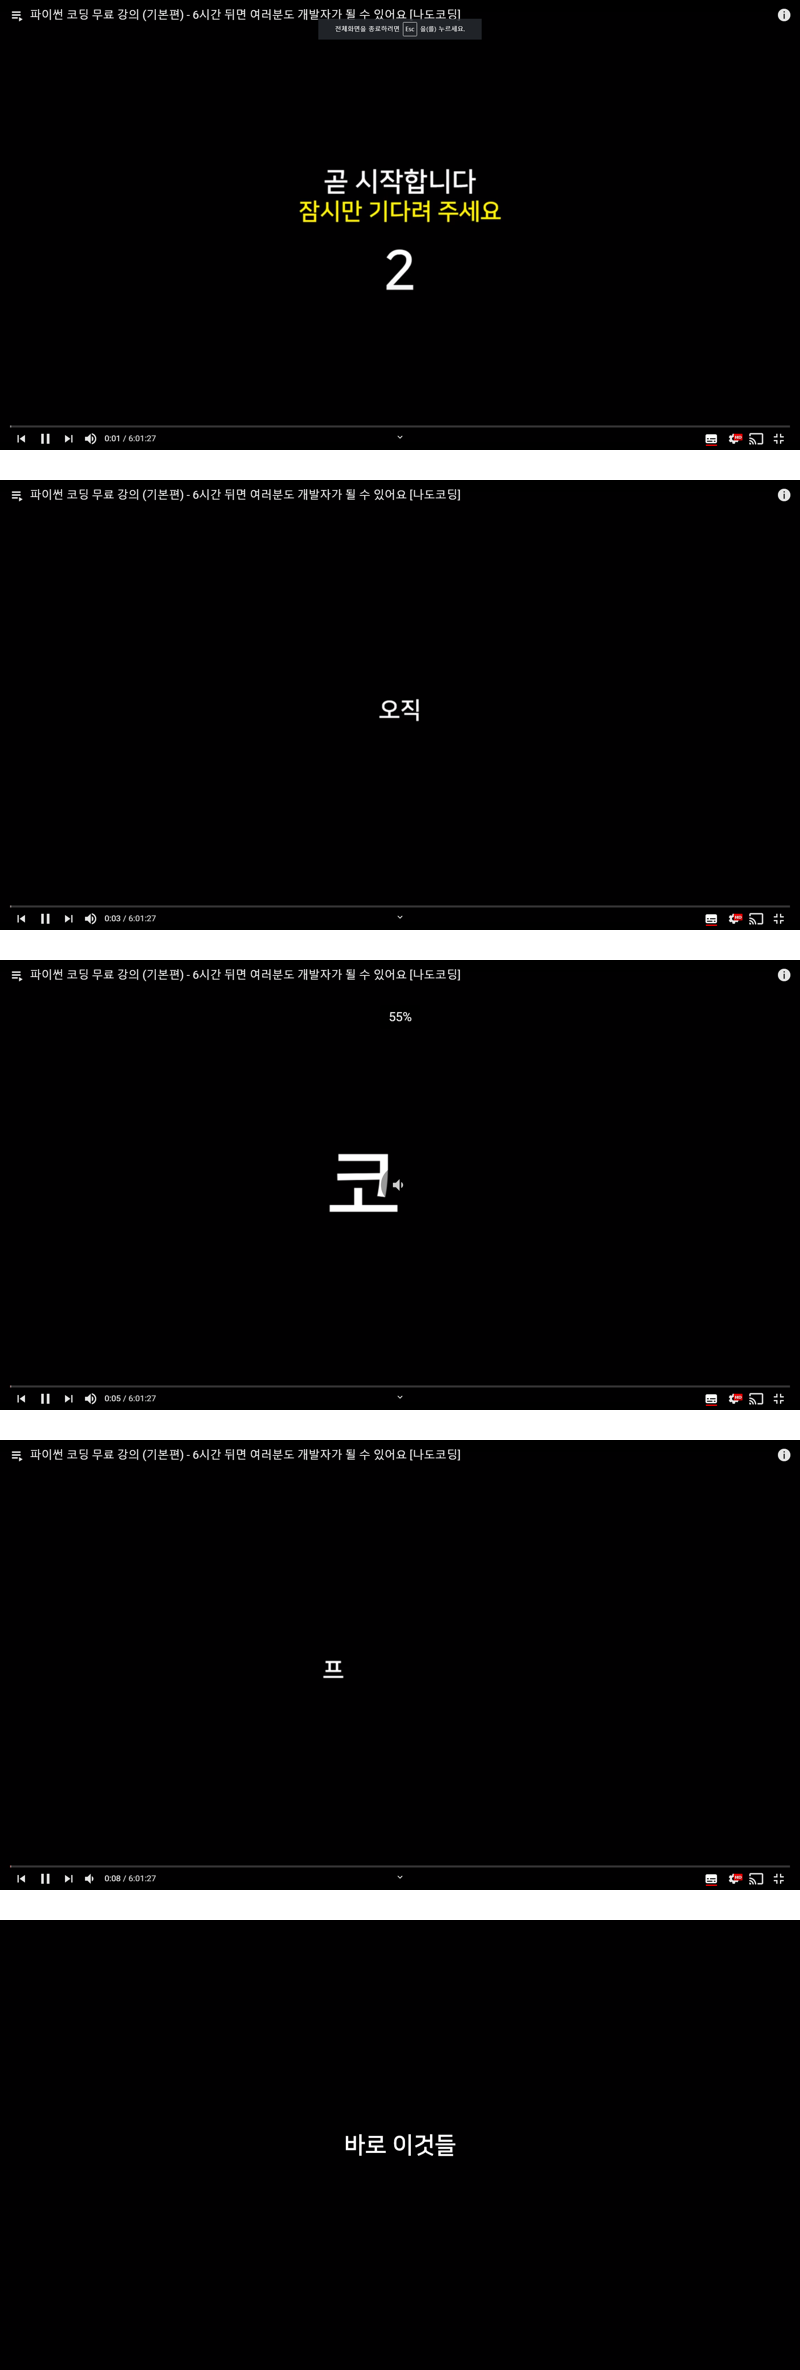 파이썬 코딩 무료 강의 (기본편) - 6시간 뒤면 여러분도 개발자가 될 수 있어요 [나도코딩]
전체화면을 종료하려면 Esc 을(를) 누르세요.
곧 시작합니다
잠시만 기다려 주세요
2
0:01 / 6:01:27
HD
파이썬 코딩 무료 강의 (기본편) - 6시간 뒤면 여러분도 개발자가 될 수 있어요 [나도코딩]
오직
0:03 / 6:01:27
HD
파이썬 코딩 무료 강의 (기본편) - 6시간 뒤면 여러분도 개발자가 될 수 있어요 [나도코딩]
55%
코
0:05 / 6:01:27
HD
파이썬 코딩 무료 강의 (기본편) - 6시간 뒤면 여러분도 개발자가 될 수 있어요 [나도코딩]
프
0:08 / 6:01:27
HD
바로 이것들